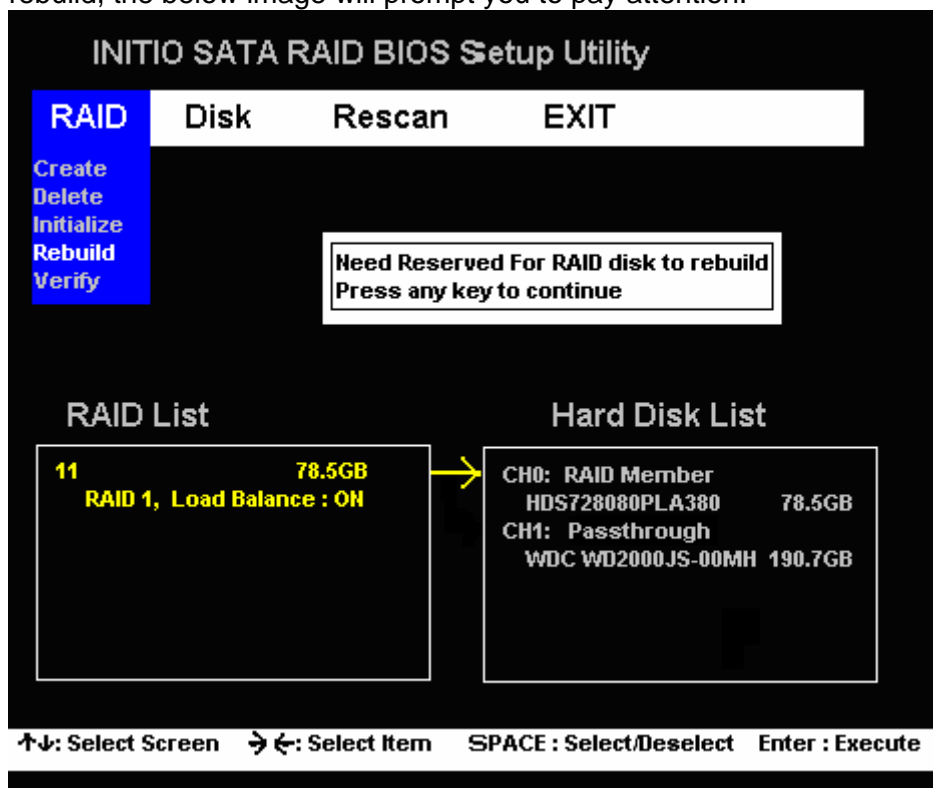 rebuild, the below image will prompt you to pay attention.
INITIO SATA RAID BIOS Setup Utility
RAID Disk Rescan EXIT
Create
Delete
Initialize
Rebuild
Verify
Need Reserved For RAID disk to rebuild
Press any key to continue
RAID List
11 78.5GB
RAID 1, Load Balance : ON
Hard Disk List
CH0: RAID Member
HDS728080PLA380 78.5GB
CH1: Passthrough
WDC WD2000JS-00MH 190.7GB
↑↓: Select Screen →←: Select Item SPACE : Select/Deselect Enter : Execute